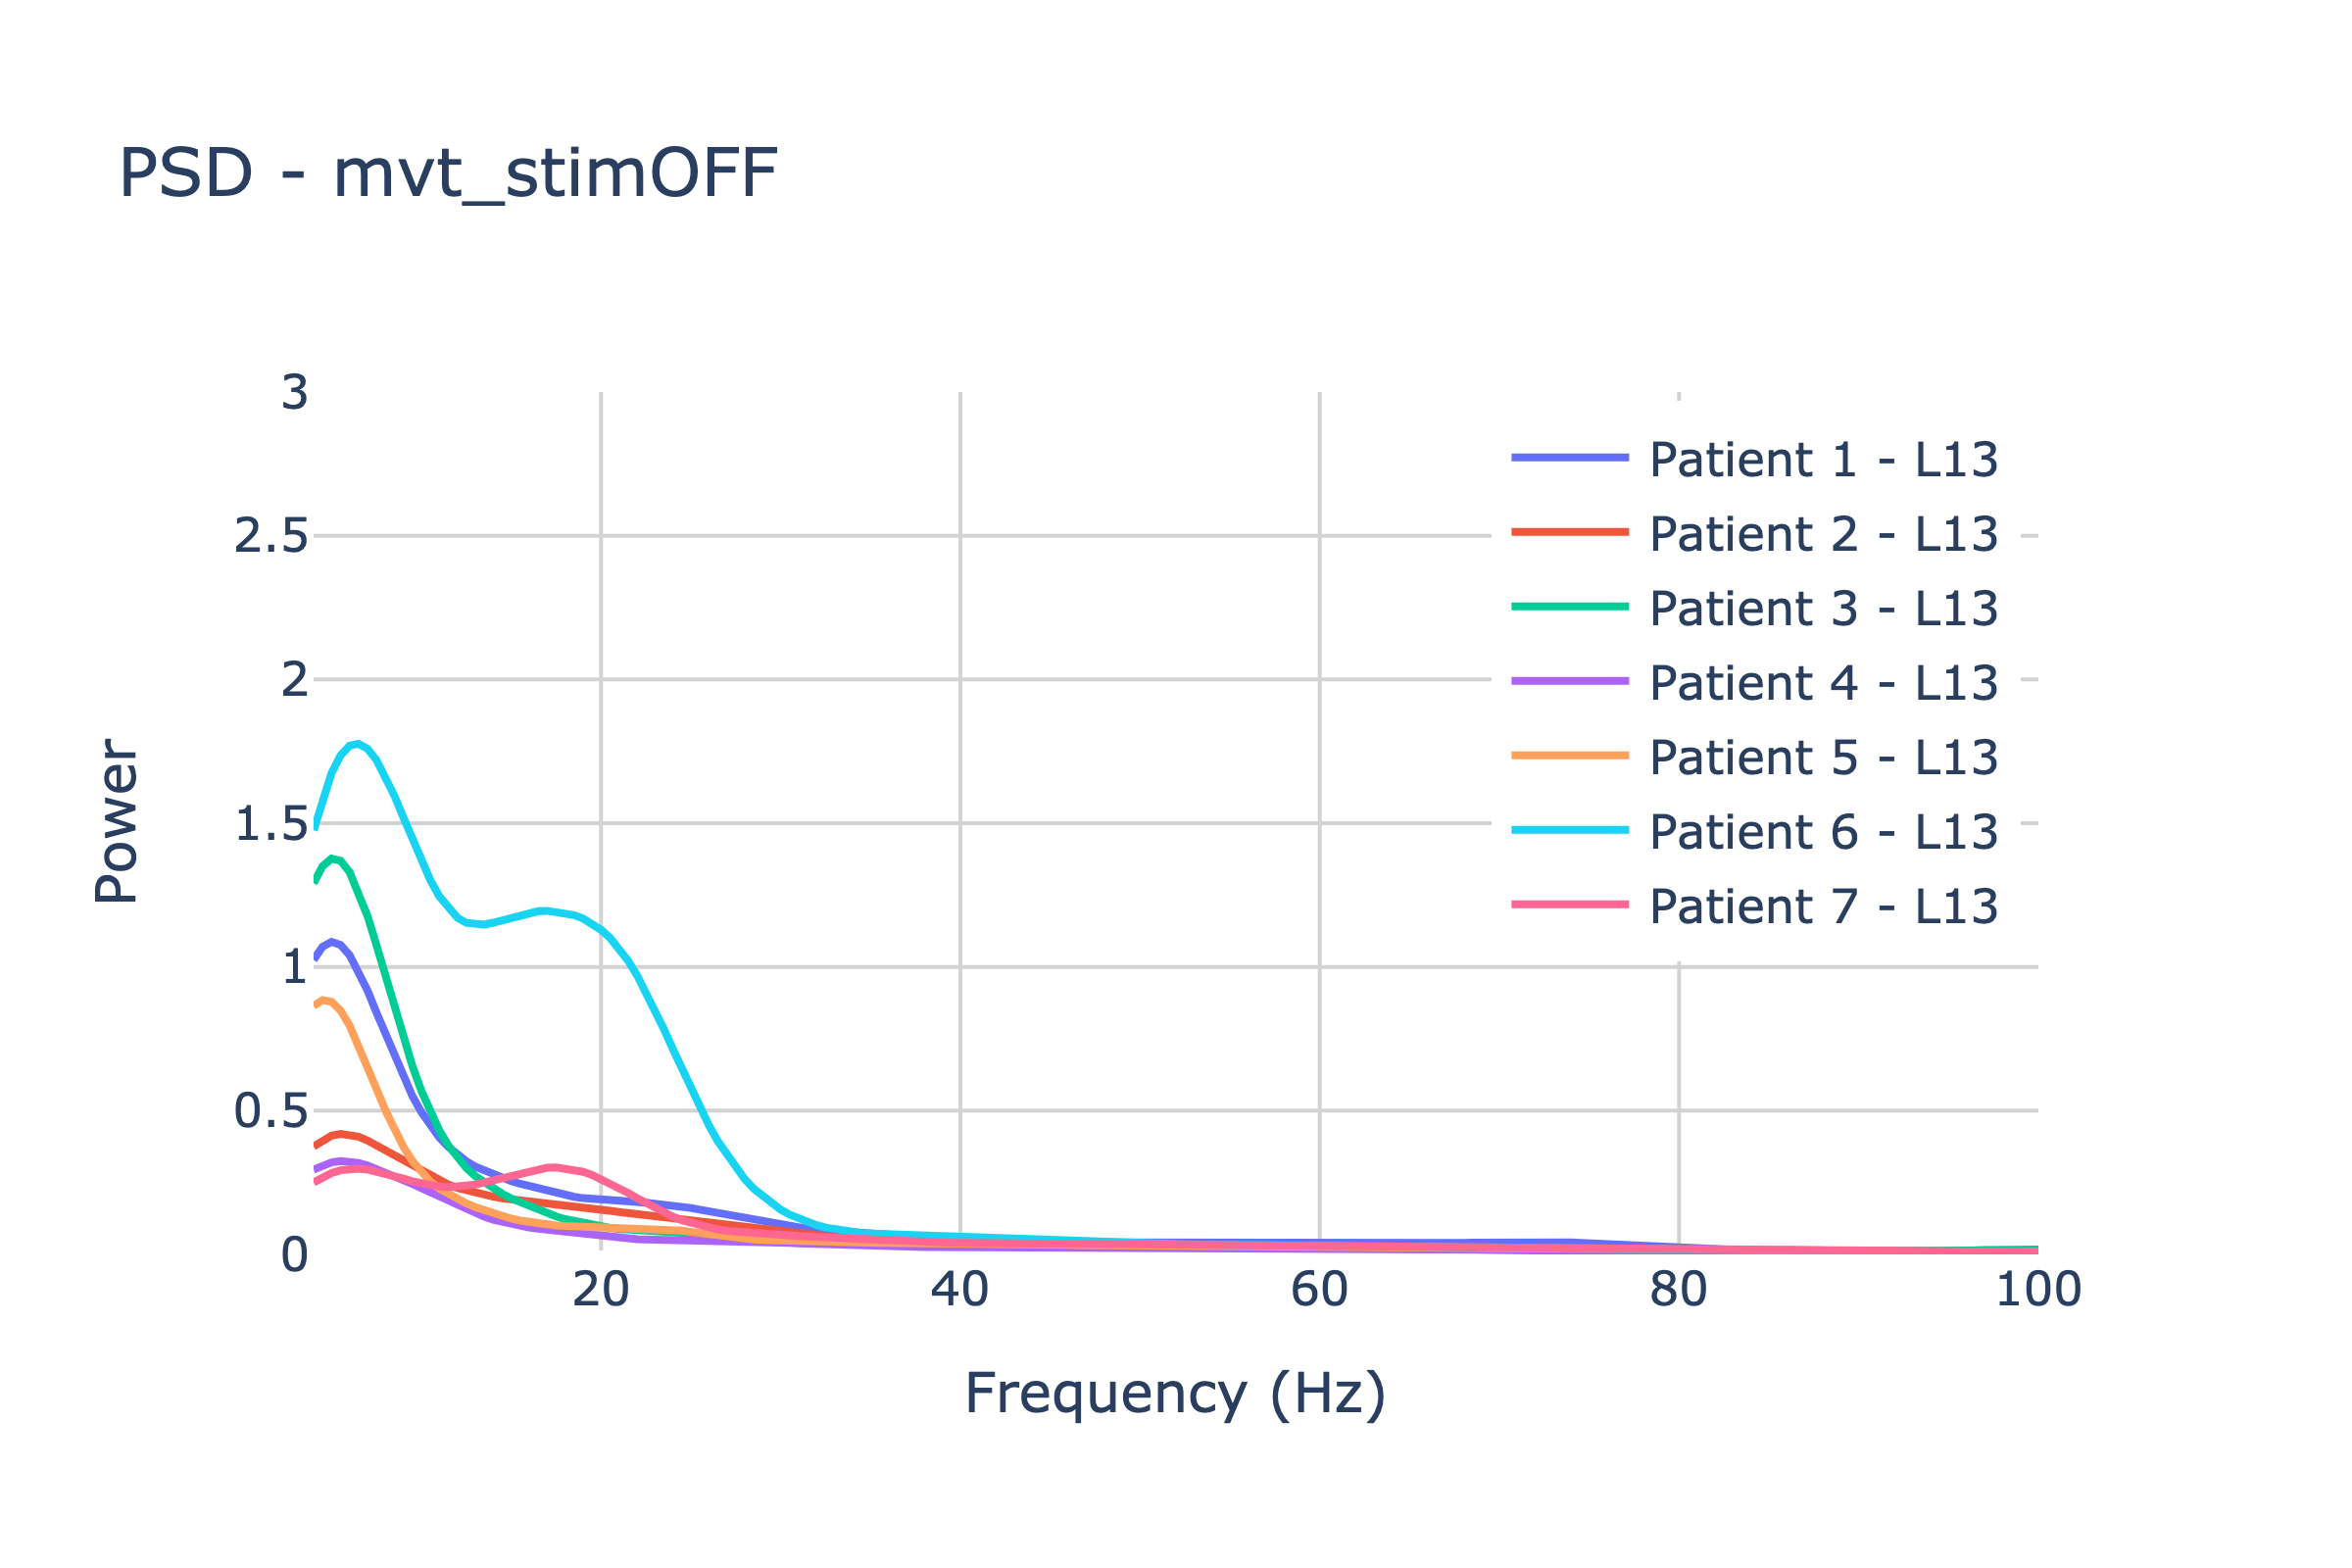 PSD - mvt_stimOFF
3
2.5
2
1.5
1
0.5
0
Power
20
40
60
80
100
Frequency (Hz)
Patient 1 - L13
Patient 2 - L13
Patient 3 - L13
Patient 4 - L13
Patient 5 - L13
Patient 6 - L13
Patient 7 - L13